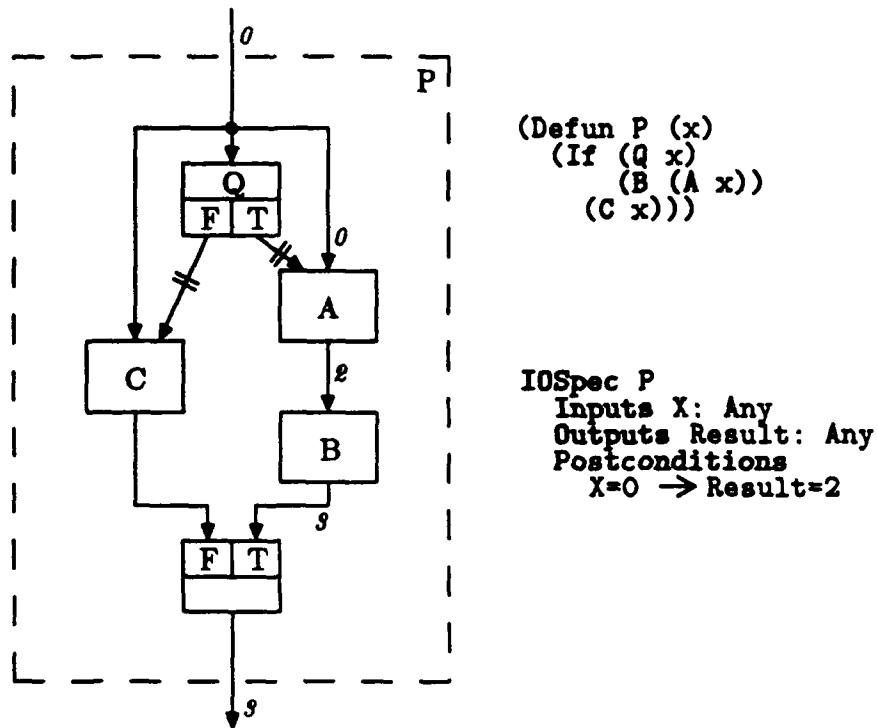 0
P
Q
F T
0
A
C
2
B
3
F T
3
(Defun P (x)
(If (Q x)
(B (A x))
(C x)))
IOSpec P
Inputs X: Any
Outputs Result: Any
Postconditions
X=0 → Result=2